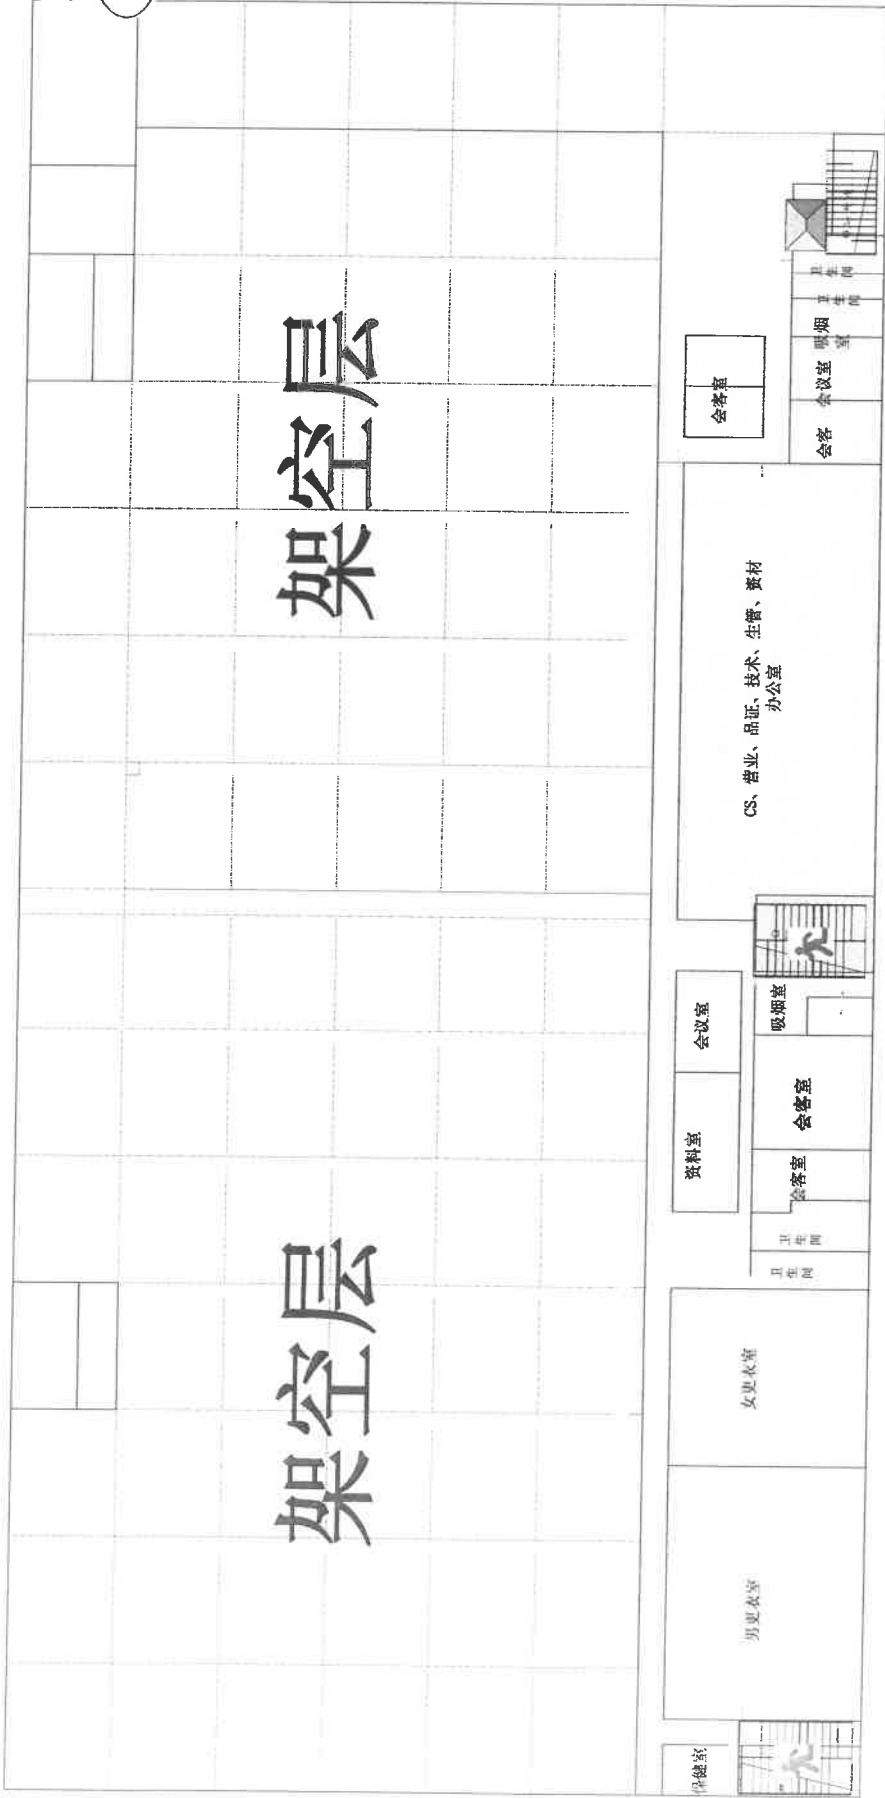 架空层
架空层
保健室
男更衣室
女更衣室
卫生间
卫生间
会客室
会客室
资料室
会议室
吸烟室
CS、营业、品证、技术、生管、资材
办公室
会客室
会客
会议室
吸烟室
卫生间
卫生间